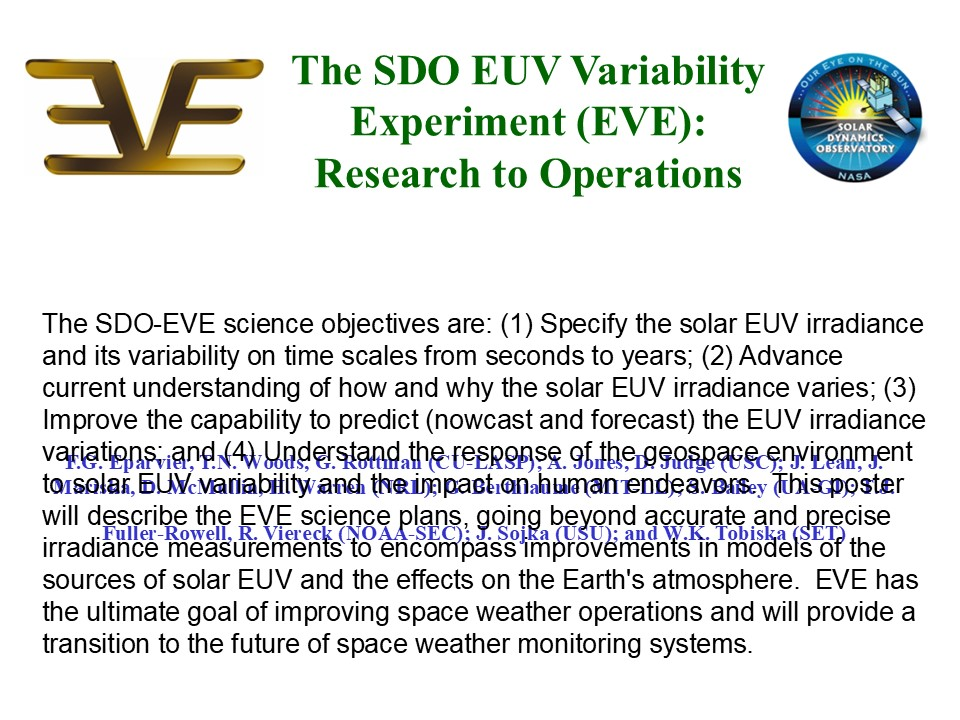 EVE
The SDO EUV Variability
Experiment (EVE):
Research to Operations
...OUR EYE ON THE SUN...
SOLAR
DYNAMICS
OBSERVATORY
NASA
The SDO-EVE science objectives are: (1) Specify the solar EUV irradiance
and its variability on time scales from seconds to years; (2) Advance
current understanding of how and why the solar EUV irradiance varies; (3)
Improve the capability to predict (nowcast and forecast) the EUV irradiance
variations; and (4) Understand the response of the geospace environment
to solar EUV variability and the impact on human endeavors.  This poster
will describe the EVE science plans, going beyond accurate and precise
irradiance measurements to encompass improvements in models of the
sources of solar EUV and the effects on the Earth's atmosphere.  EVE has
the ultimate goal of improving space weather operations and will provide a
transition to the future of space weather monitoring systems.
F.G. Eparvier, T.N. Woods, G. Rottman (CU-LASP); A. Jones, D. Judge (USC); J. Lean, J.
Mariska, D. McMullin, H. Warren (NRL); G. Berthiaume (MIT-LL); S. Bailey (UA-GI); T.J.
Fuller-Rowell, R. Viereck (NOAA-SEC); J. Sojka (USU); and W.K. Tobiska (SET)